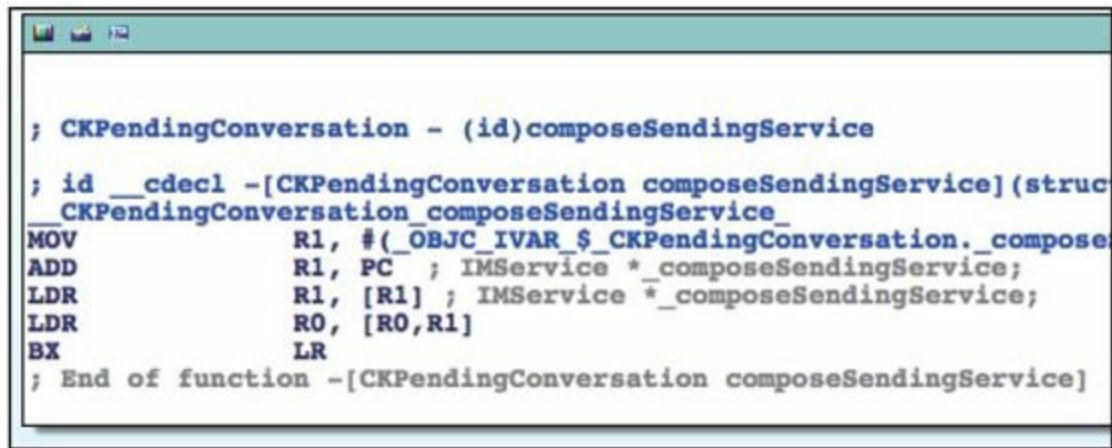 ; CKPendingConversation - (id)composeSendingService
; id __cdecl -[CKPendingConversation composeSendingService](struc
__CKPendingConversation_composeSendingService_
MOV R1, #(_OBJC_IVAR_$_CKPendingConversation._compose
ADD R1, PC ; IMService *_composeSendingService;
LDR R1, [R1] ; IMService *_composeSendingService;
LDR R0, [R0,R1]
BX LR
; End of function -[CKPendingConversation composeSendingService]